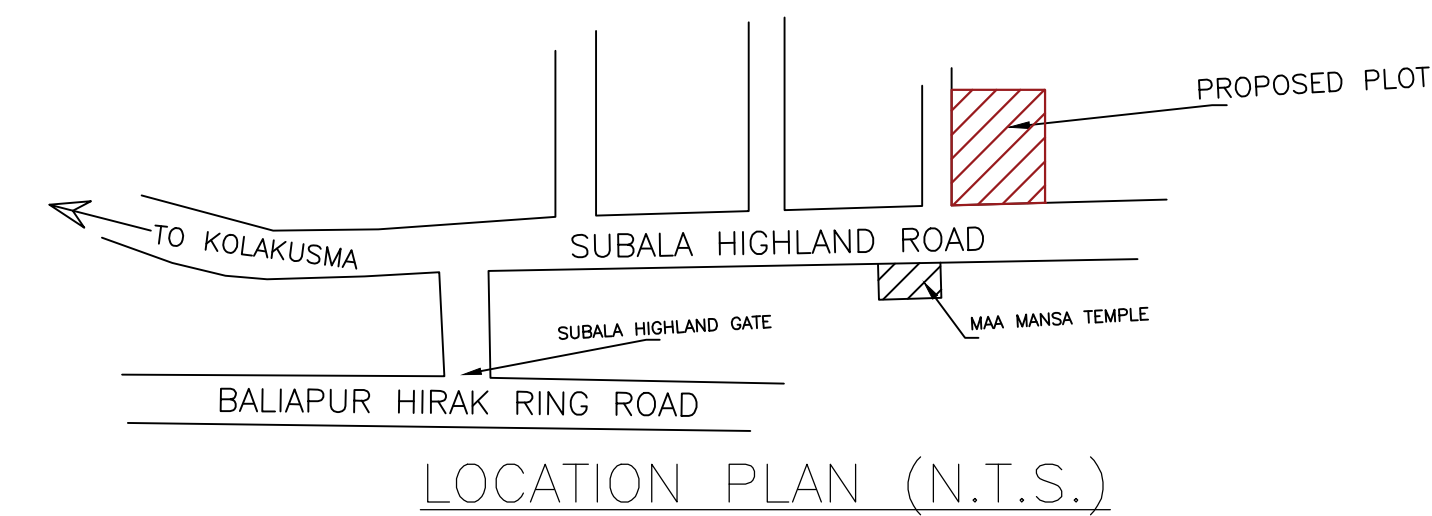 PROPOSED PLOT
TO KOLAKUSMA
SUBALA HIGHLAND ROAD
SUBALA HIGHLAND GATE
MAA MANSA TEMPLE
BALIAPUR HIRAK RING ROAD
LOCATION PLAN (N.T.S.)